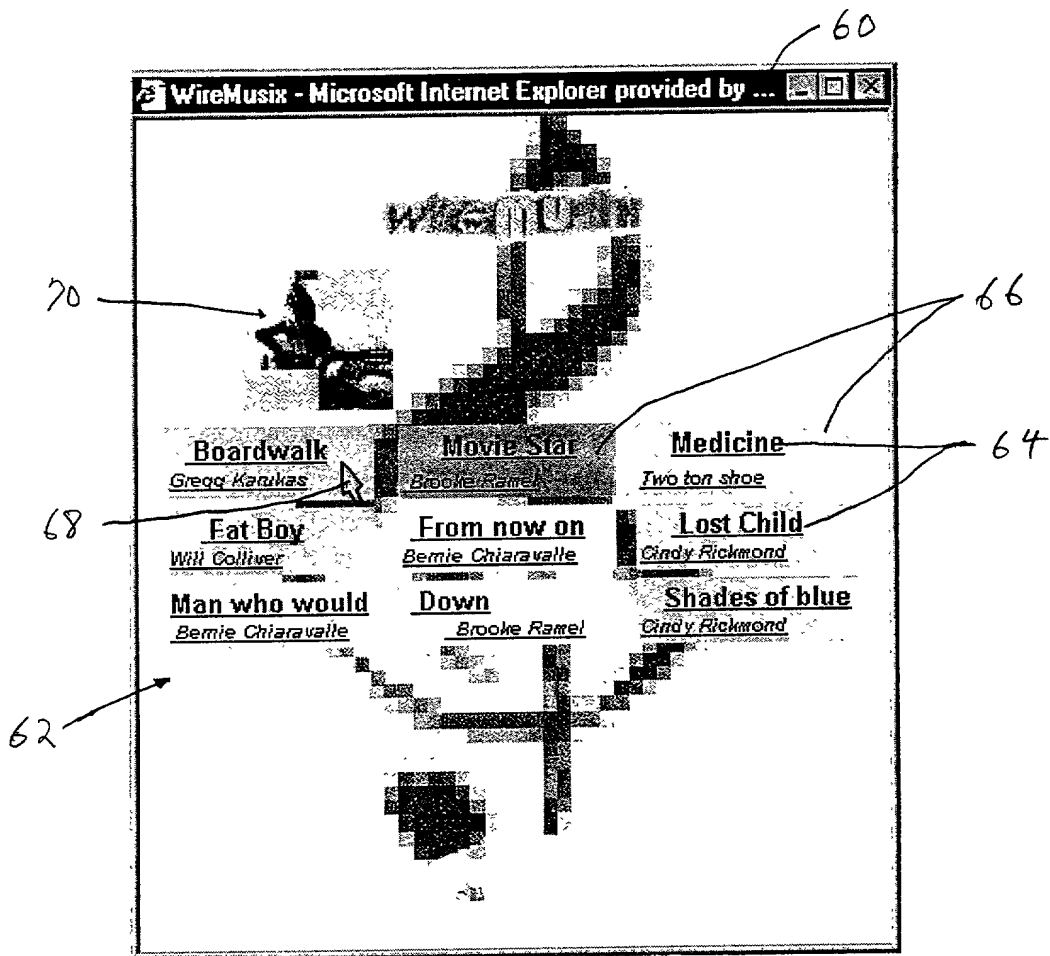 60
WireMusix - Microsoft Internet Explorer provided by ...
wiremusix
70
66
Boardwalk Movie Star Medicine
64
Gregg Karukas Brooke Ramel Two ton shoe
68
Fat Boy From now on Lost Child
Will Colliver Bernie Chiaravalle Cindy Rickmond
Man who would Down Shades of blue
Bernie Chiaravalle Brooke Ramel Cindy Rickmond
62